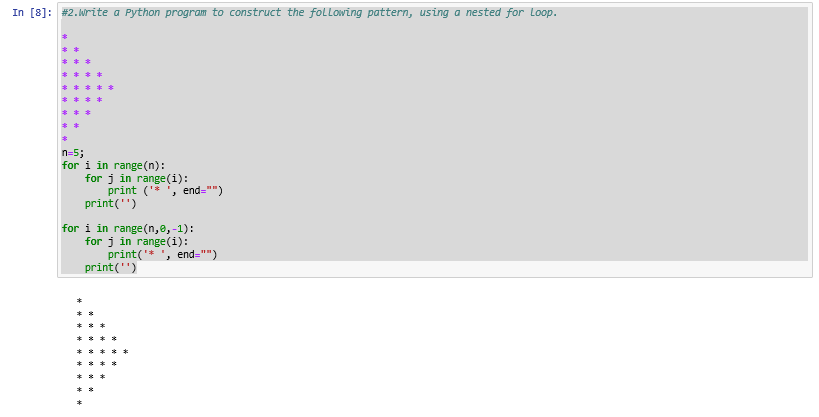 In [8]: #2.Write a Python program to construct the following pattern, using a nested for loop.
*
* *
* * *
* * * *
* * * * *
* * * *
* * *
* *
*
n=5;
for i in range(n):
    for j in range(i):
        print ('* ', end="")
    print('')

for i in range(n,0,-1):
    for j in range(i):
        print('* ', end="")
    print('')

*
* *
* * *
* * * *
* * * * *
* * * *
* * *
* *
*